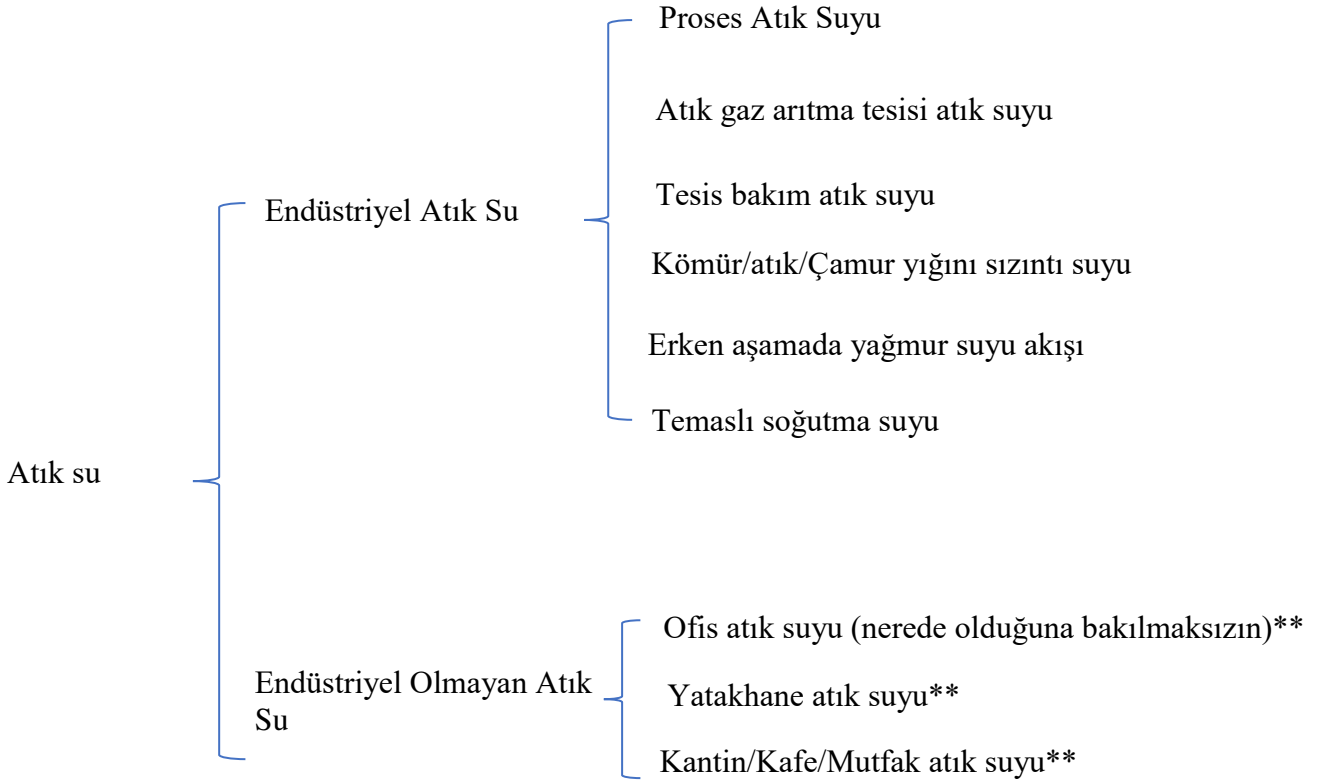 Proses Atık Suyu
Atık gaz arıtma tesisi atık suyu
Tesis bakım atık suyu
Endüstriyel Atık Su
Kömür/atık/Çamur yığını sızıntı suyu
Erken aşamada yağmur suyu akışı
Temaslı soğutma suyu
Atık su
Ofis atık suyu (nerede olduğuna bakılmaksızın)**
Endüstriyel Olmayan Atık
Su
Yatakhane atık suyu**
Kantin/Kafe/Mutfak atık suyu**